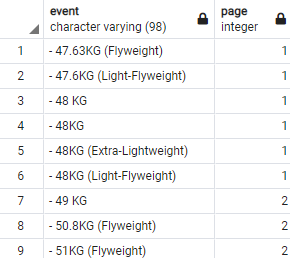 event page
character varying (98) integer
1 - 47.63KG (Flyweight) 1
2 - 47.6KG (Light-Flyweight) 1
3 - 48 KG 1
4 - 48KG 1
5 - 48KG (Extra-Lightweight) 1
6 - 48KG (Light-Flyweight) 1
7 - 49 KG 2
8 - 50.8KG (Flyweight) 2
9 - 51KG (Flyweight) 2